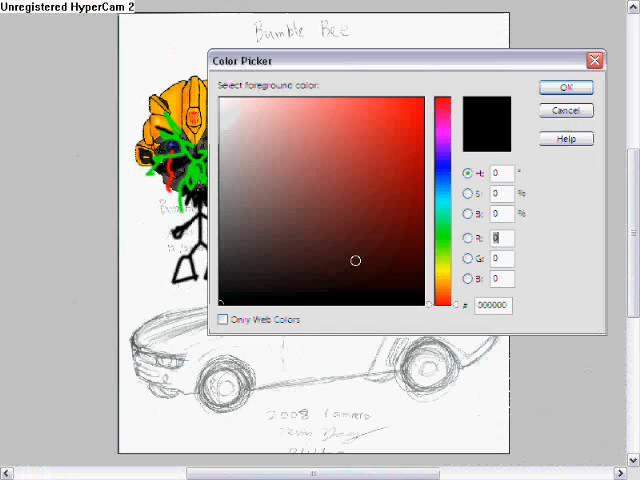 Unregistered HyperCam 2
Bumble Bee
Color Picker
Select foreground color:
OK
Cancel
Help
H: 0 °
S: 0 %
B: 0 %
R: 0
G: 0
B: 0
# 000000
Only Web Colors
2008 Camaro